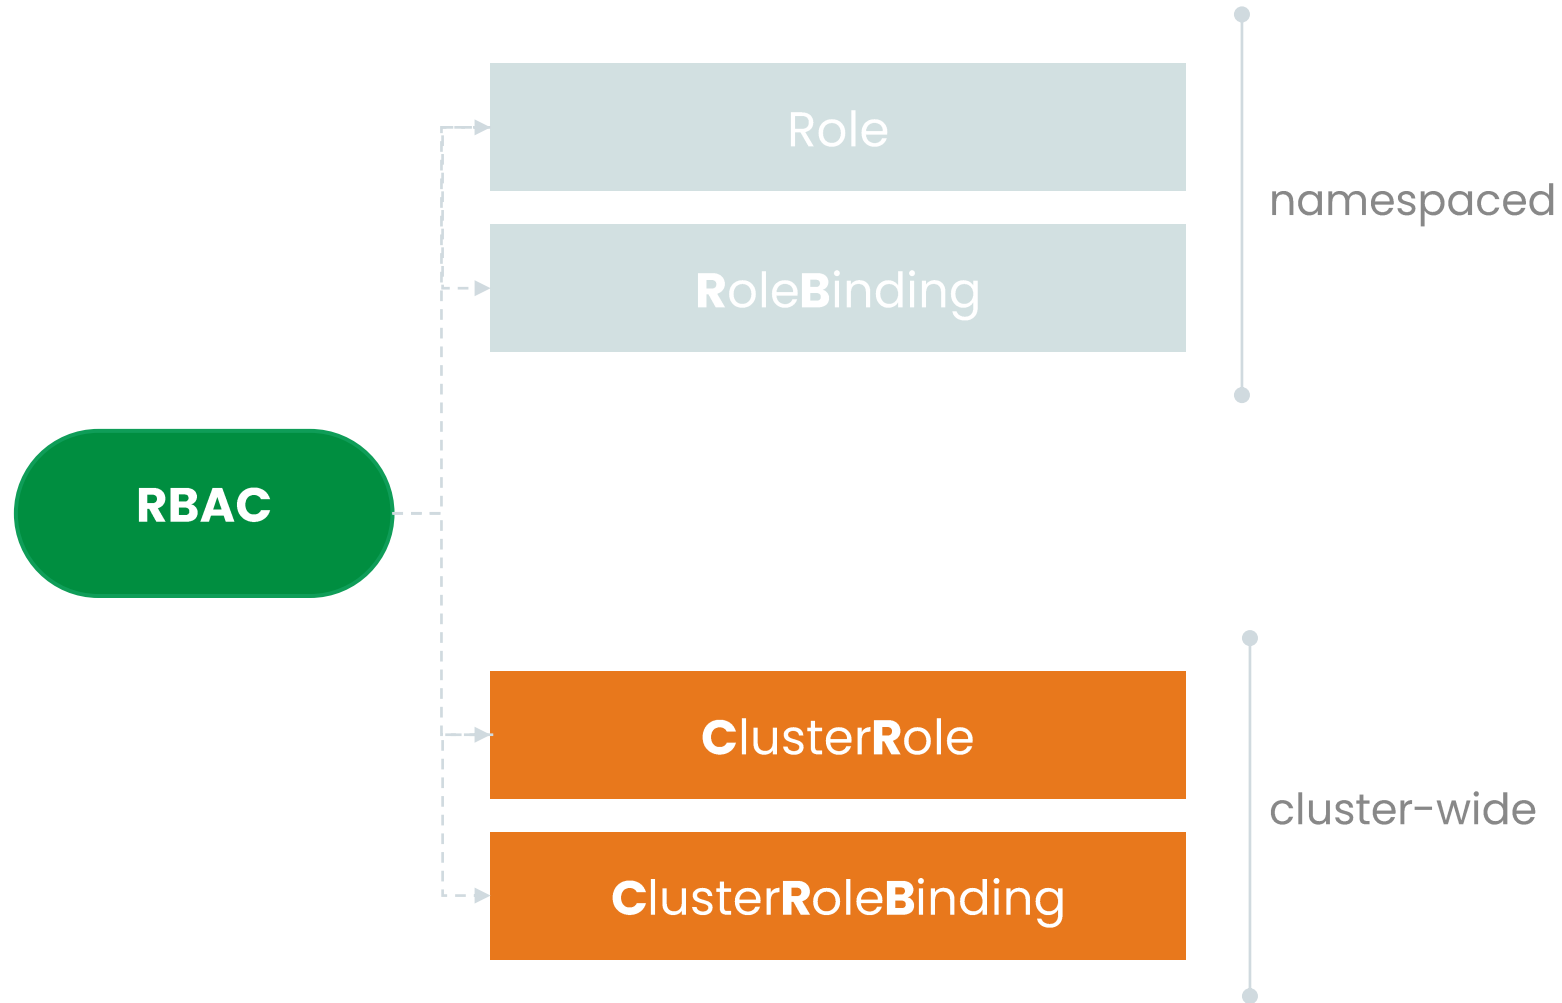 Role
namespaced
RoleBinding
RBAC
ClusterRole
cluster-wide
ClusterRoleBinding